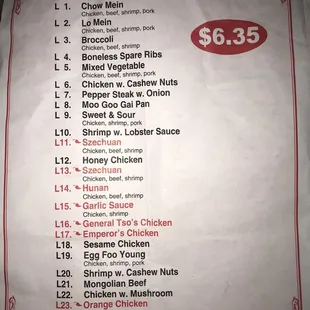 L 1. Chow Mein
Chicken, beef, shrimp, pork
L 2. Lo Mein
Chicken, beef, shrimp, pork
$6.35
L 3. Broccoli
Chicken, beef, shrimp
L 4. Boneless Spare Ribs
L 5. Mixed Vegetable
Chicken, beef, shrimp, pork
L 6. Chicken w. Cashew Nuts
L 7. Pepper Steak w. Onion
L 8. Moo Goo Gai Pan
L 9. Sweet & Sour
Chicken, shrimp, pork
L10. Shrimp w. Lobster Sauce
L11. Szechuan
Chicken, beef, shrimp
L12. Honey Chicken
L13. Szechuan
Chicken, beef, shrimp
L14. Hunan
Chicken, beef, shrimp
L15. Garlic Sauce
Chicken, shrimp
L16. General Tso's Chicken
L17. Emperor's Chicken
L18. Sesame Chicken
L19. Egg Foo Young
Chicken, shrimp, pork
L20. Shrimp w. Cashew Nuts
L21. Mongolian Beef
L22. Chicken w. Mushroom
L23. Orange Chicken